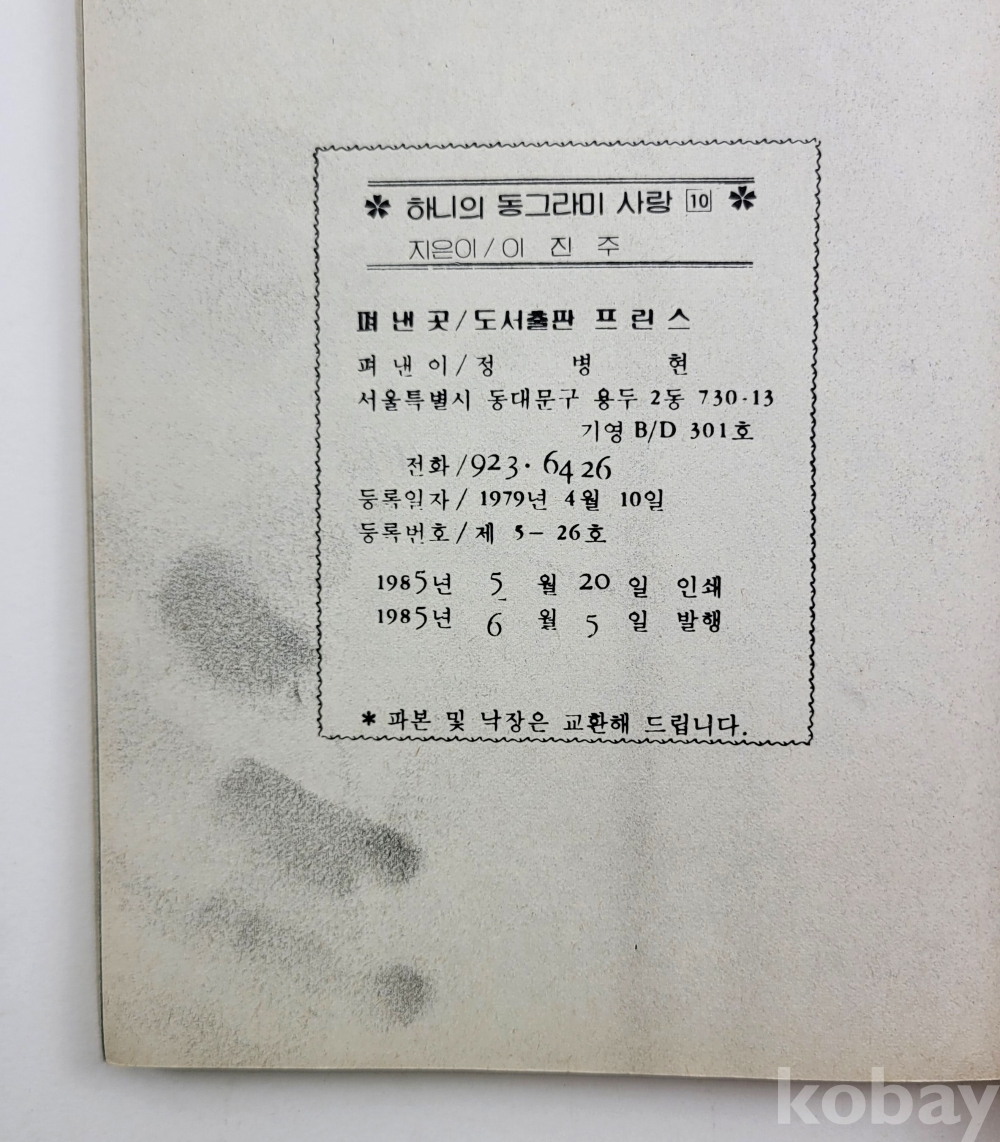 ✽ 하니의 동그라미 사랑 10 ✽
지은이/이 진 주
펴 낸 곳/도서출판 프린스
펴 낸 이/정 병 현
서울특별시 동대문구 용두 2동 730·13
기영 B/D 301호
전화/923·6426
등록일자/1979년 4월 10일
등록번호/제 5- 26호
1985년 5 월 20 일 인쇄
1985년 6 월 5 일 발행
* 파본 및 낙장은 교환해 드립니다.
kobay